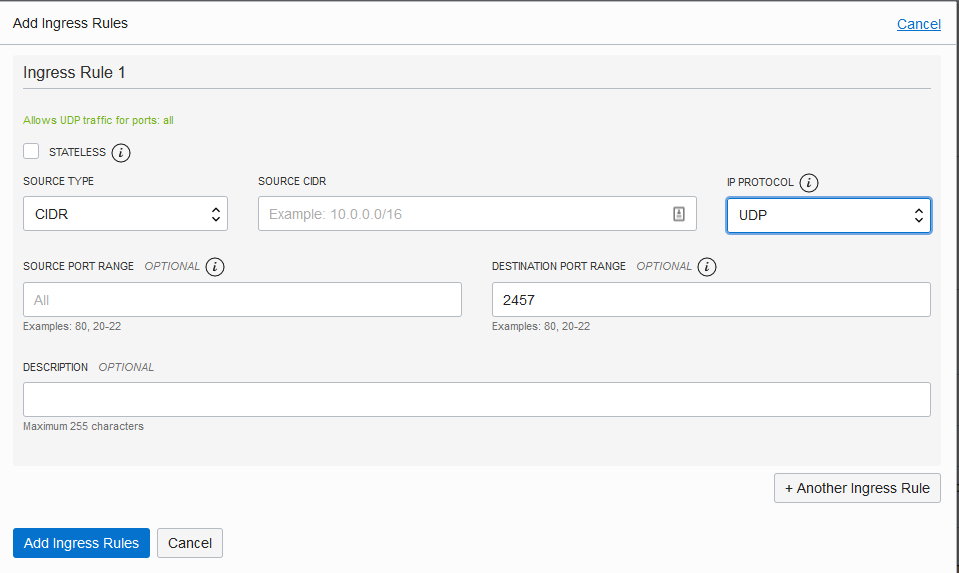 Add Ingress Rules
Cancel
Ingress Rule 1
Allows UDP traffic for ports: all
STATELESS i
SOURCE TYPE
SOURCE CIDR
IP PROTOCOL i
CIDR
Example: 10.0.0.0/16
UDP
SOURCE PORT RANGE OPTIONAL i
DESTINATION PORT RANGE OPTIONAL i
All
2457
Examples: 80, 20-22
Examples: 80, 20-22
DESCRIPTION OPTIONAL
Maximum 255 characters
+ Another Ingress Rule
Add Ingress Rules
Cancel